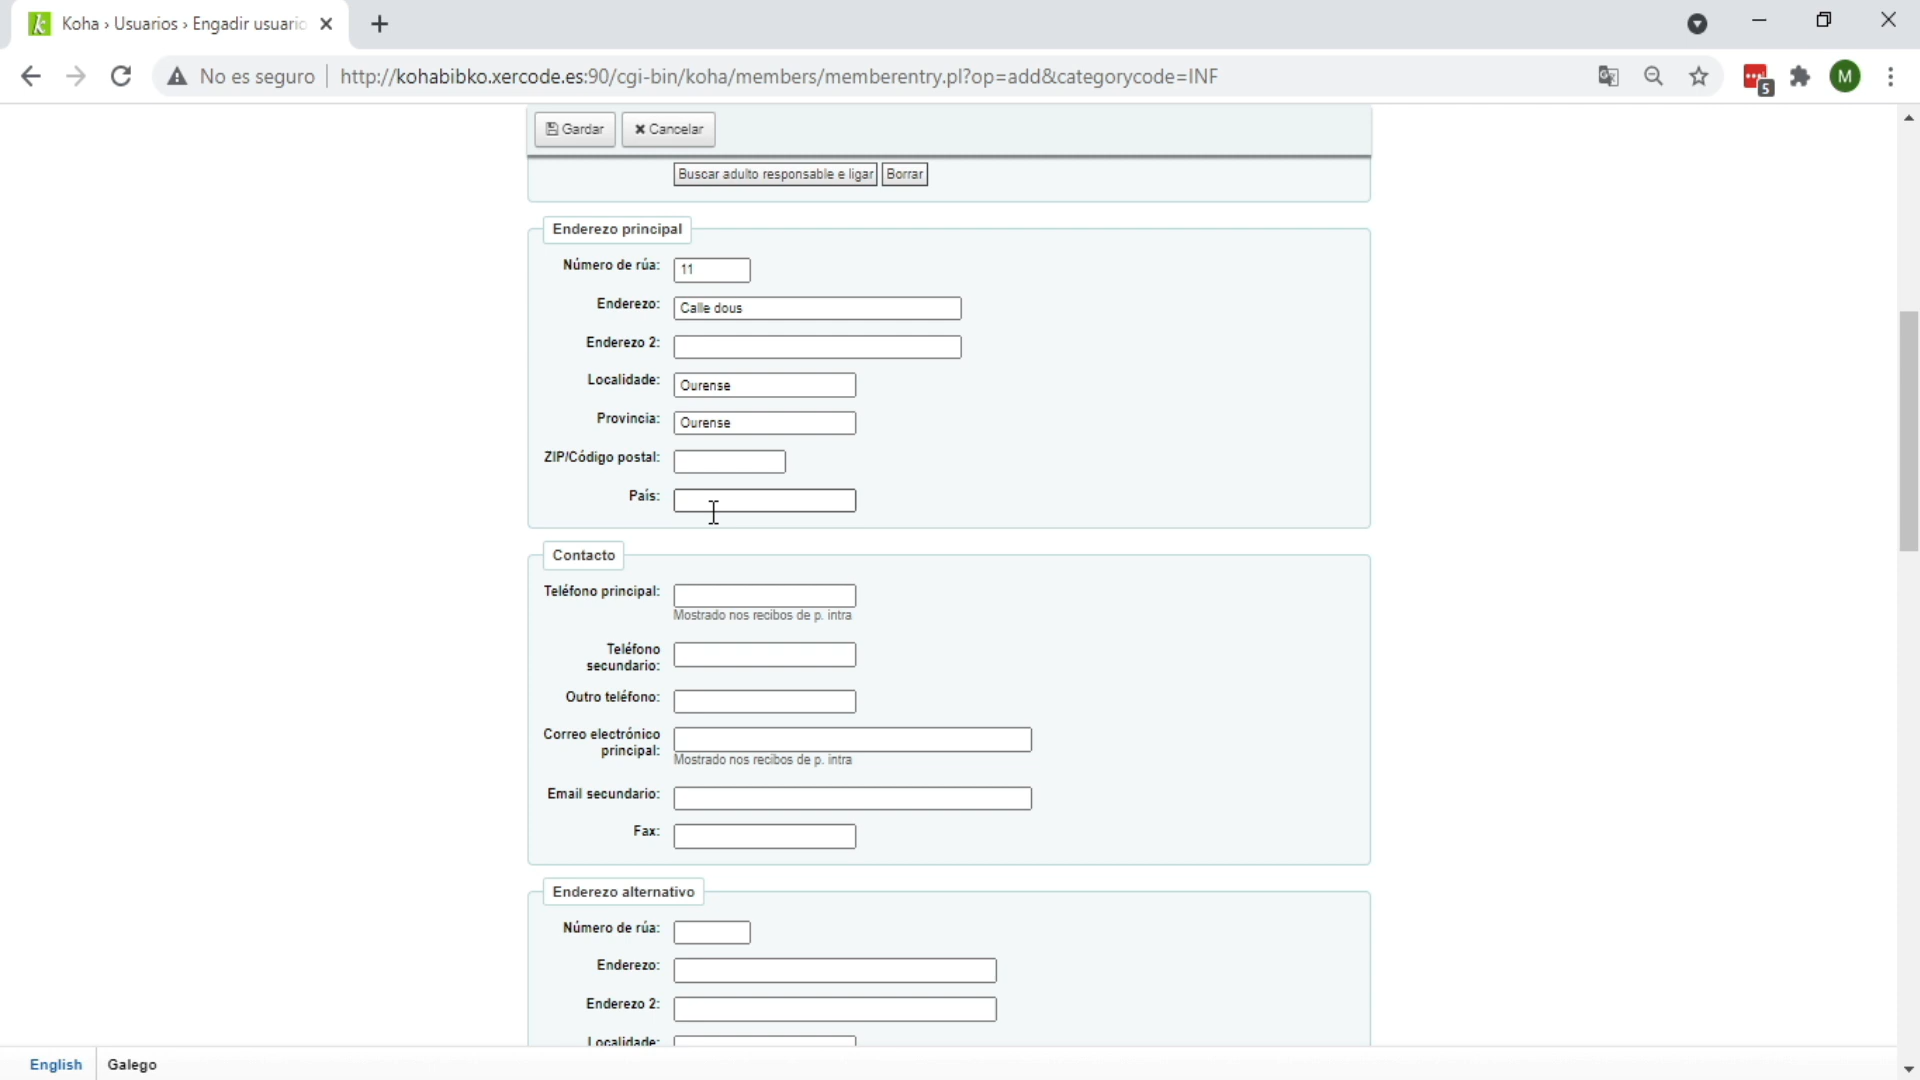 Koha › Usuarios › Engadir usuario
No es seguro
http://kohabibko.xercode.es:90/cgi-bin/koha/members/memberentry.pl?op=add&categorycode=INF
5
M
Gardar
Cancelar
Buscar adulto responsable e ligar
Borrar
Enderezo principal
Número de rúa: 11
Enderezo: Calle dous
Enderezo 2:
Localidade: Ourense
Provincia: Ourense
ZIP/Código postal:
País:
Contacto
Teléfono principal:
Mostrado nos recibos de p. intra
Teléfono
secundario:
Outro teléfono:
Correo electrónico
principal:
Mostrado nos recibos de p. intra
Email secundario:
Fax:
Enderezo alternativo
Número de rúa:
Enderezo:
Enderezo 2:
Localidade:
English
Galego